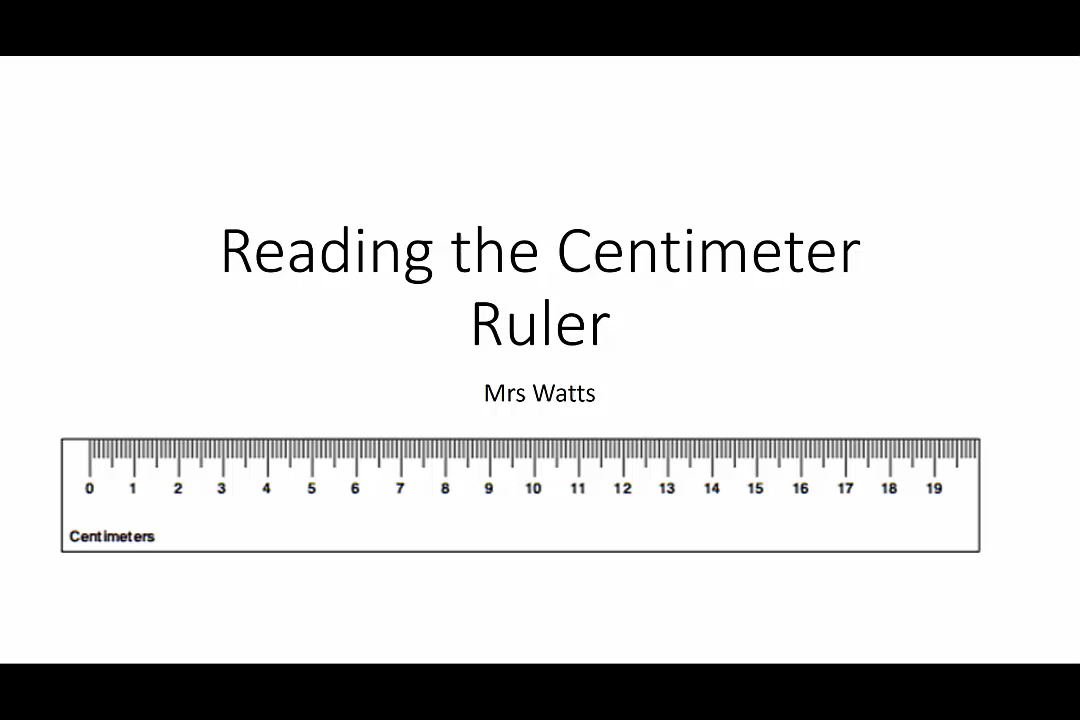 Reading the Centimeter
Ruler
Mrs Watts
0 1 2 3 4 5 6 7 8 9 10 11 12 13 14 15 16 17 18 19
Centimeters